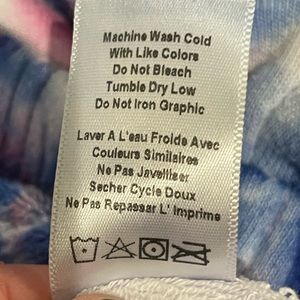 Machine Wash Cold
With Like Colors
Do Not Bleach
Tumble Dry Low
Do Not Iron Graphic
Laver A L'eau Froide Avec
Couleurs Similaires
Ne Pas Javelliser
Secher Cycle Doux
Ne Pas Repasser L' Imprime